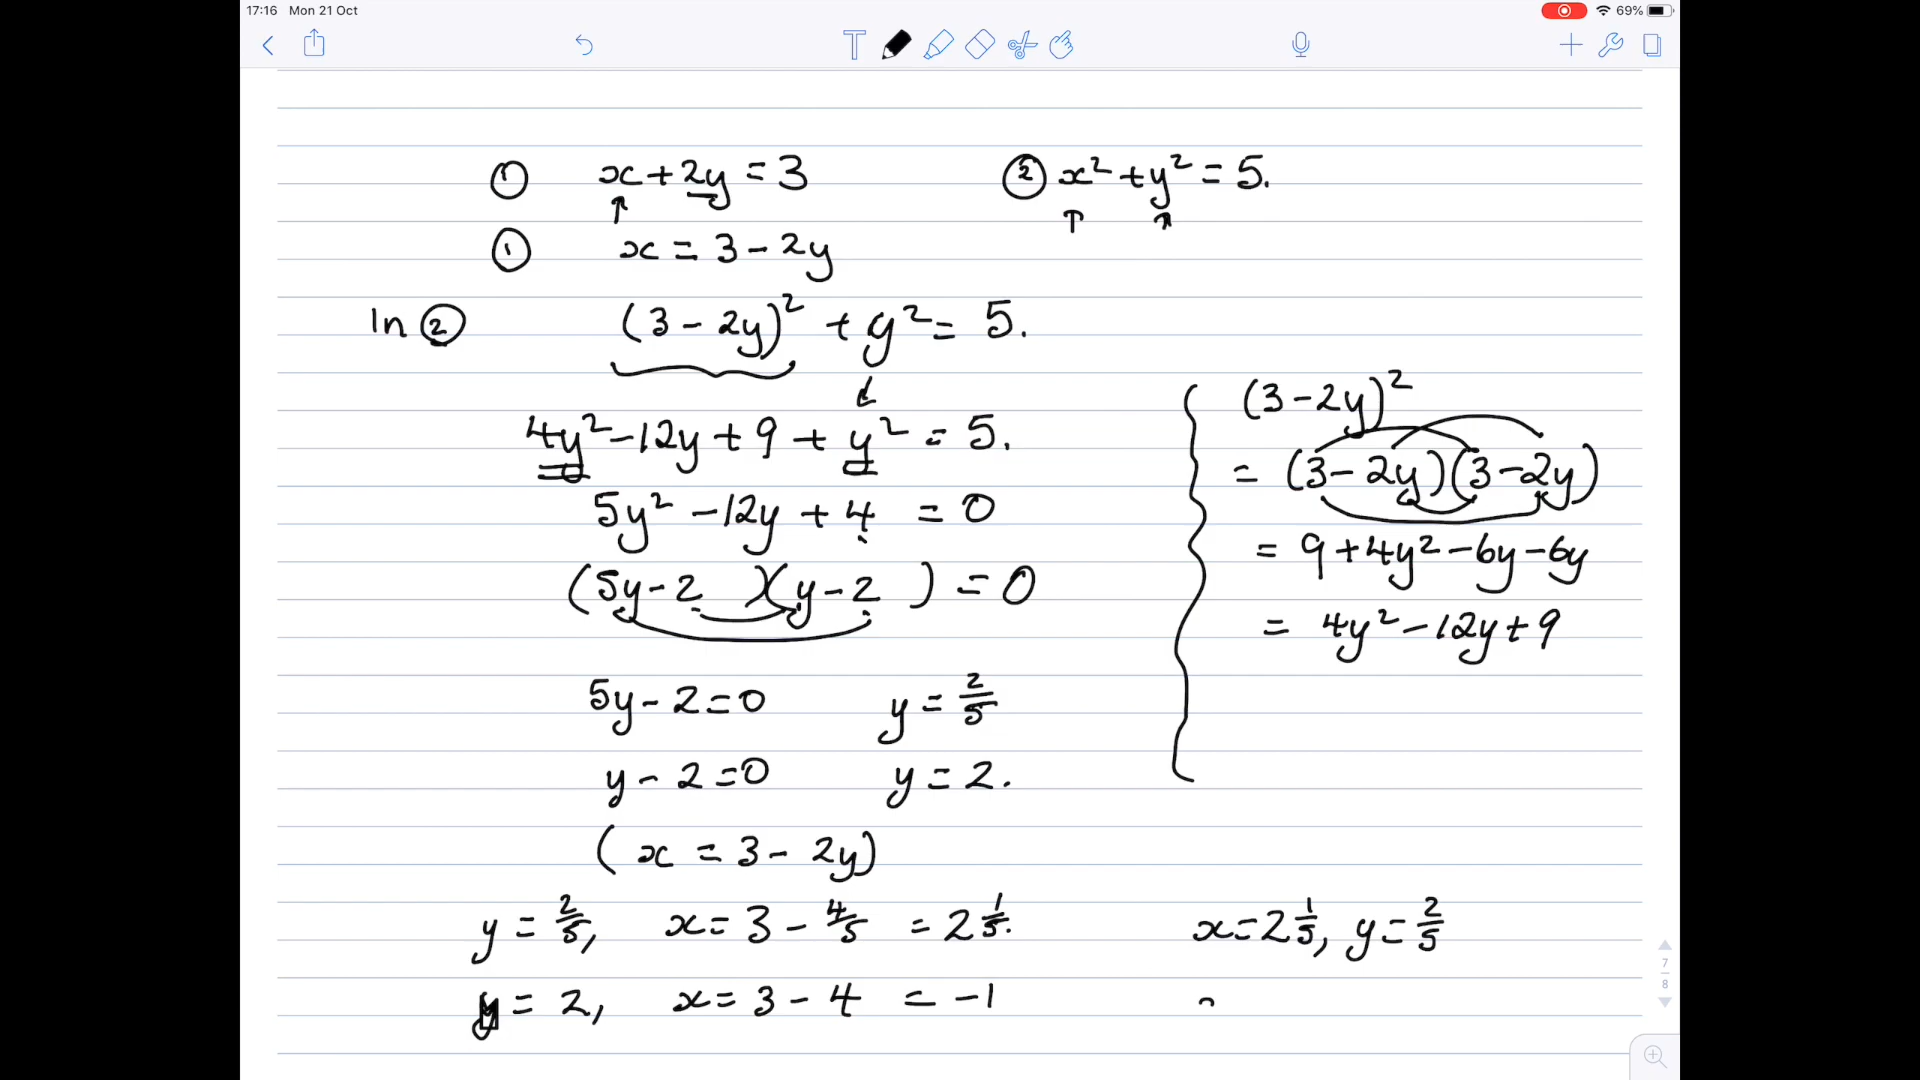 17:16 Mon 21 Oct
69%
① x + 2y = 3 ② x² + y² = 5.
① x = 3 - 2y
In ② (3 - 2y)² + y² = 5.
4y² - 12y + 9 + y² = 5.
5y² - 12y + 4 = 0
(5y - 2)(y - 2) = 0
5y - 2 = 0 y = 2/5
y - 2 = 0 y = 2.
(x = 3 - 2y)
y = 2/5, x = 3 - 4/5 = 2 1/5.
y = 2, x = 3 - 4 = -1
(3 - 2y)²
= (3 - 2y)(3 - 2y)
= 9 + 4y² - 6y - 6y
= 4y² - 12y + 9
x = 2 1/5, y = 2/5
7
8